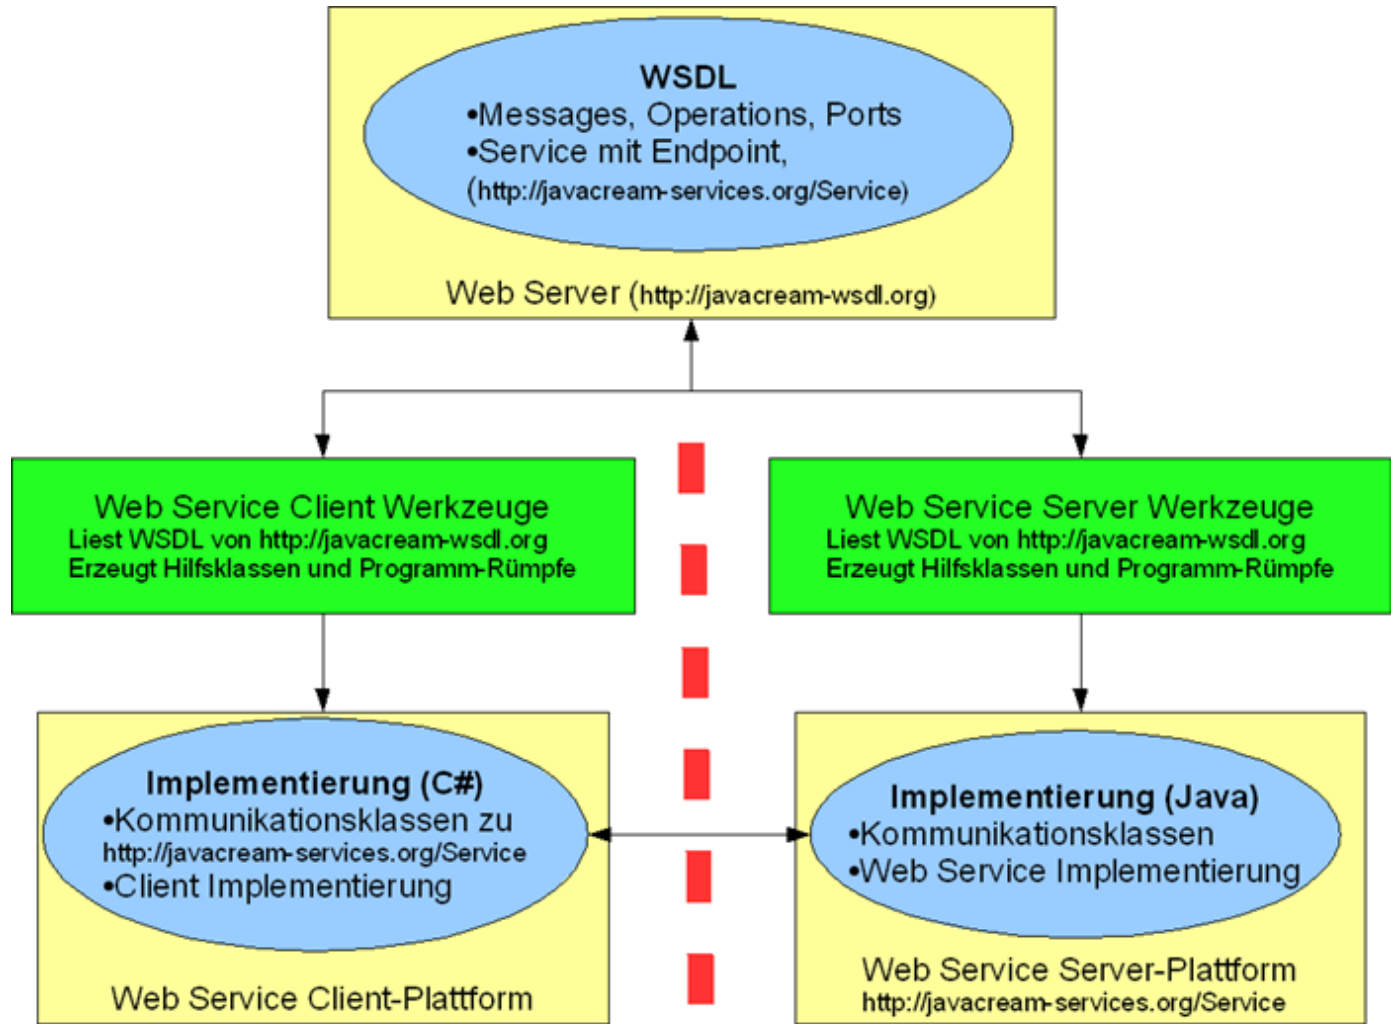 WSDL
•Messages, Operations, Ports
•Service mit Endpoint,
(http://javacream-services.org/Service)
Web Server (http://javacream-wsdl.org)
Web Service Client Werkzeuge
Liest WSDL von http://javacream-wsdl.org
Erzeugt Hilfsklassen und Programm-Rümpfe
Web Service Server Werkzeuge
Liest WSDL von http://javacream-wsdl.org
Erzeugt Hilfsklassen und Programm-Rümpfe
Implementierung (C#)
•Kommunikationsklassen zu
http://javacream-services.org/Service
•Client Implementierung
Web Service Client-Plattform
Implementierung (Java)
•Kommunikationsklassen
•Web Service Implementierung
Web Service Server-Plattform
http://javacream-services.org/Service